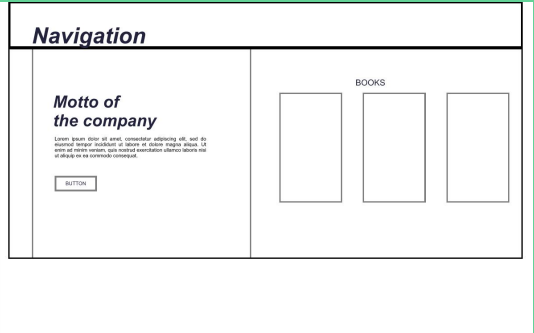 Navigation
Motto of
the company
BOOKS
Lorem ipsum dolor sit amet, consectetur adipiscing elit, sed do
eiusmod tempor incididunt ut labore et dolore magna aliqua. Ut
enim ad minim veniam, quis nostrud exercitation ullamco laboris nisi
ut aliquip ex ea commodo consequat.
BUTTON